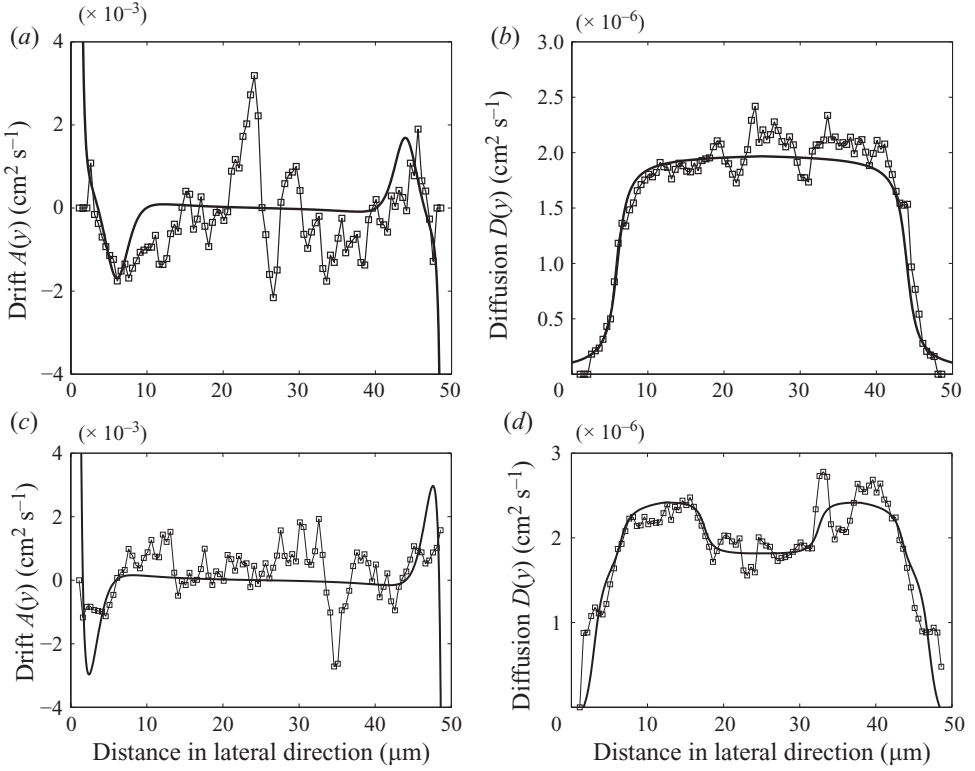 (× 10⁻³)
(× 10⁻⁶)
(a)
(b)
4
2
0
−2
−4
Drift A(y) (cm² s⁻¹)
0 10 20 30 40 50
3.0
2.5
2.0
1.5
1.0
0.5
Diffusion D(y) (cm² s⁻¹)
0 10 20 30 40 50
(× 10⁻³)
(× 10⁻⁶)
(c)
(d)
4
2
0
−2
−4
Drift A(y) (cm² s⁻¹)
0 10 20 30 40 50
Distance in lateral direction (μm)
3
2
1
Diffusion D(y) (cm² s⁻¹)
0 10 20 30 40 50
Distance in lateral direction (μm)